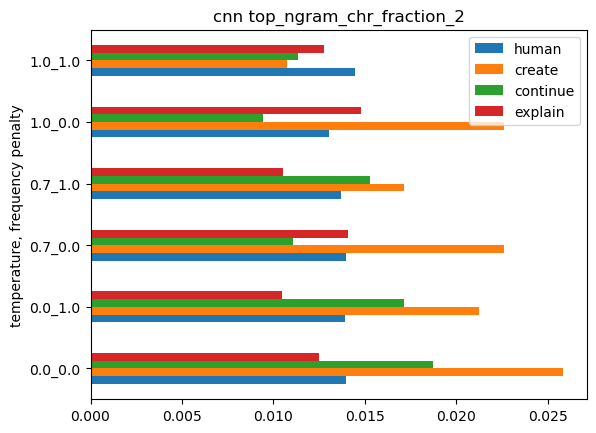 cnn top_ngram_chr_fraction_2
human
create
continue
explain
temperature, frequency penalty
1.0_1.0
1.0_0.0
0.7_1.0
0.7_0.0
0.0_1.0
0.0_0.0
0.000
0.005
0.010
0.015
0.020
0.025